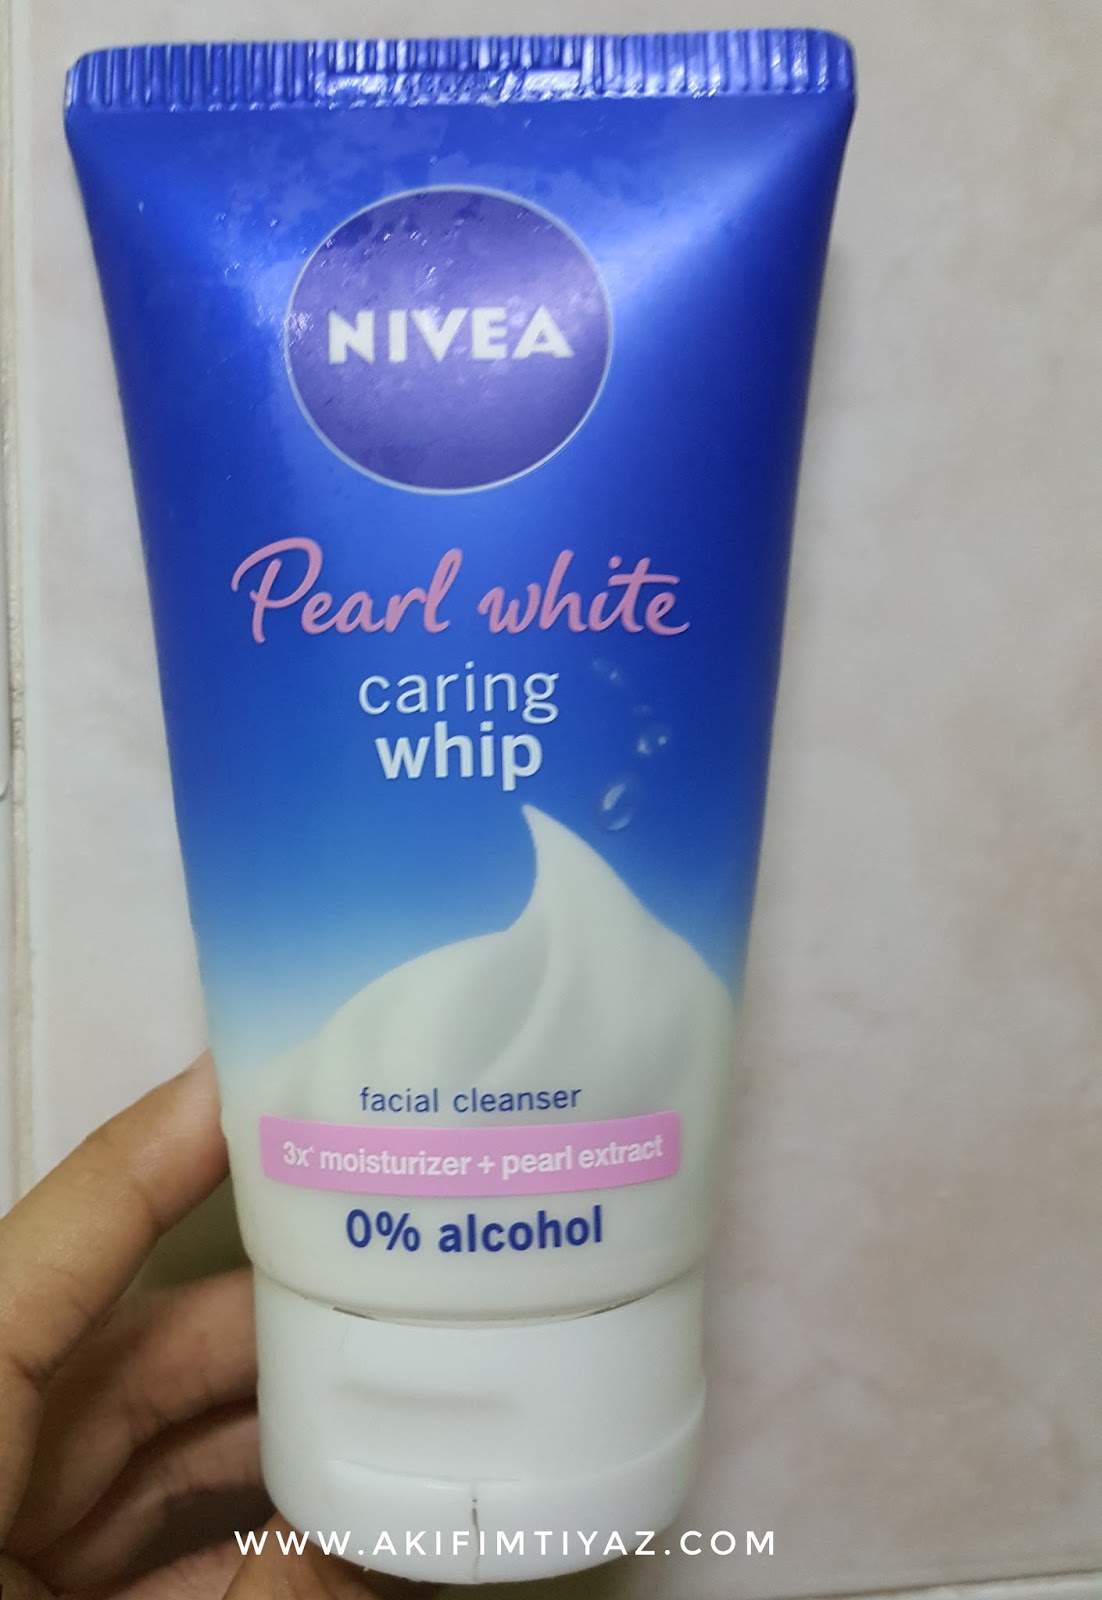 NIVEA
Pearl white
caring
whip
facial cleanser
3x^ moisturizer + pearl extract
0% alcohol
WWW.AKIFIMTIYAZ.COM